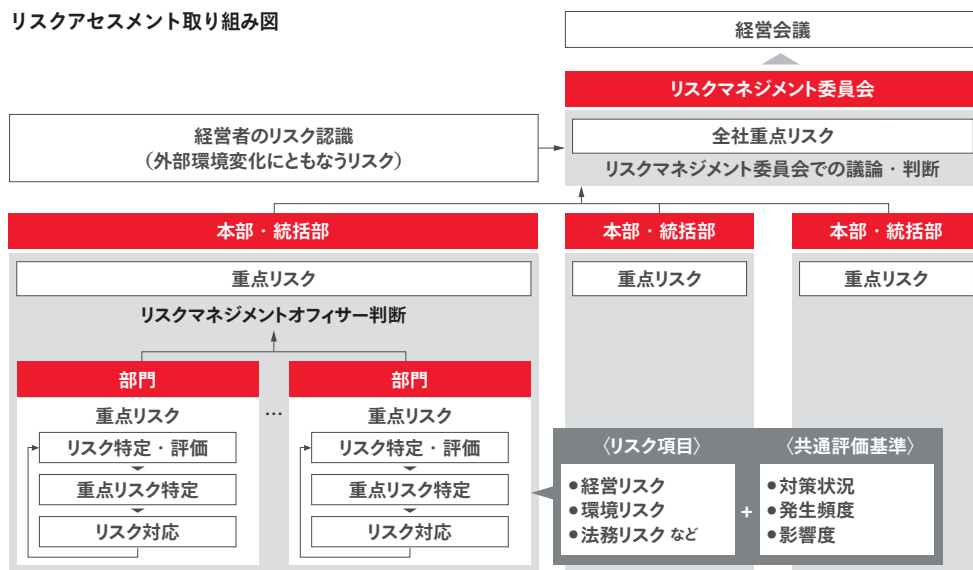 リスクアセスメント取り組み図
経営会議
リスクマネジメント委員会
経営者のリスク認識
（外部環境変化にともなうリスク）
全社重点リスク
リスクマネジメント委員会での議論・判断
本部・統括部
重点リスク
リスクマネジメントオフィサー判断
部門
重点リスク
リスク特定・評価
重点リスク特定
リスク対応
…
部門
重点リスク
リスク特定・評価
重点リスク特定
リスク対応
本部・統括部
重点リスク
本部・統括部
重点リスク
〈リスク項目〉
●経営リスク
●環境リスク
●法務リスク など
+
〈共通評価基準〉
●対策状況
●発生頻度
●影響度